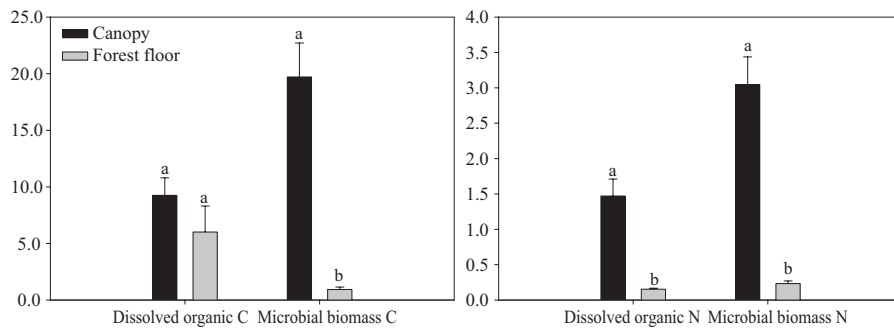 25.0
20.0
15.0
10.0
5.0
0.0
Canopy
Forest floor
a
a
a
b
Dissolved organic C Microbial biomass C
4.0
3.5
3.0
2.5
2.0
1.5
1.0
0.5
0.0
a
b
a
b
Dissolved organic N Microbial biomass N